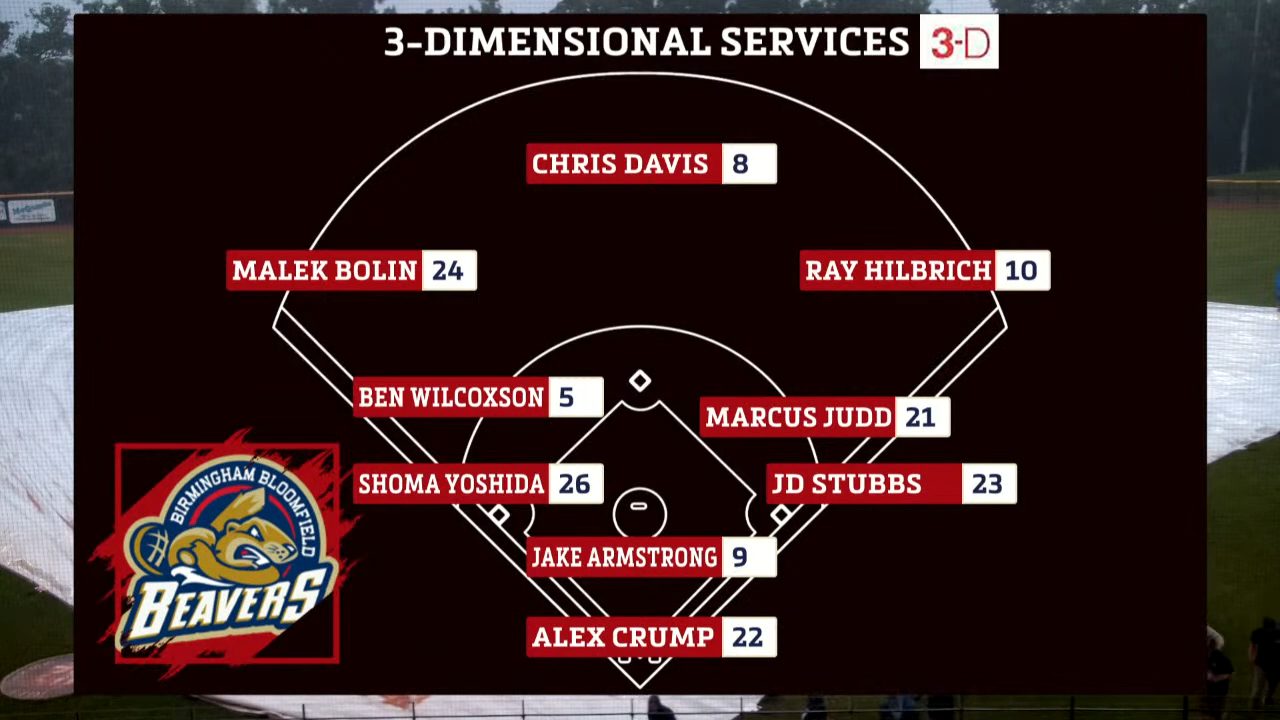 3-DIMENSIONAL SERVICES 3-D
CHRIS DAVIS 8
MALEK BOLIN 24
RAY HILBRICH 10
BEN WILCOXSON 5
MARCUS JUDD 21
SHOMA YOSHIDA 26
JD STUBBS 23
JAKE ARMSTRONG 9
ALEX CRUMP 22
BIRMINGHAM BLOOMFIELD
BEAVERS